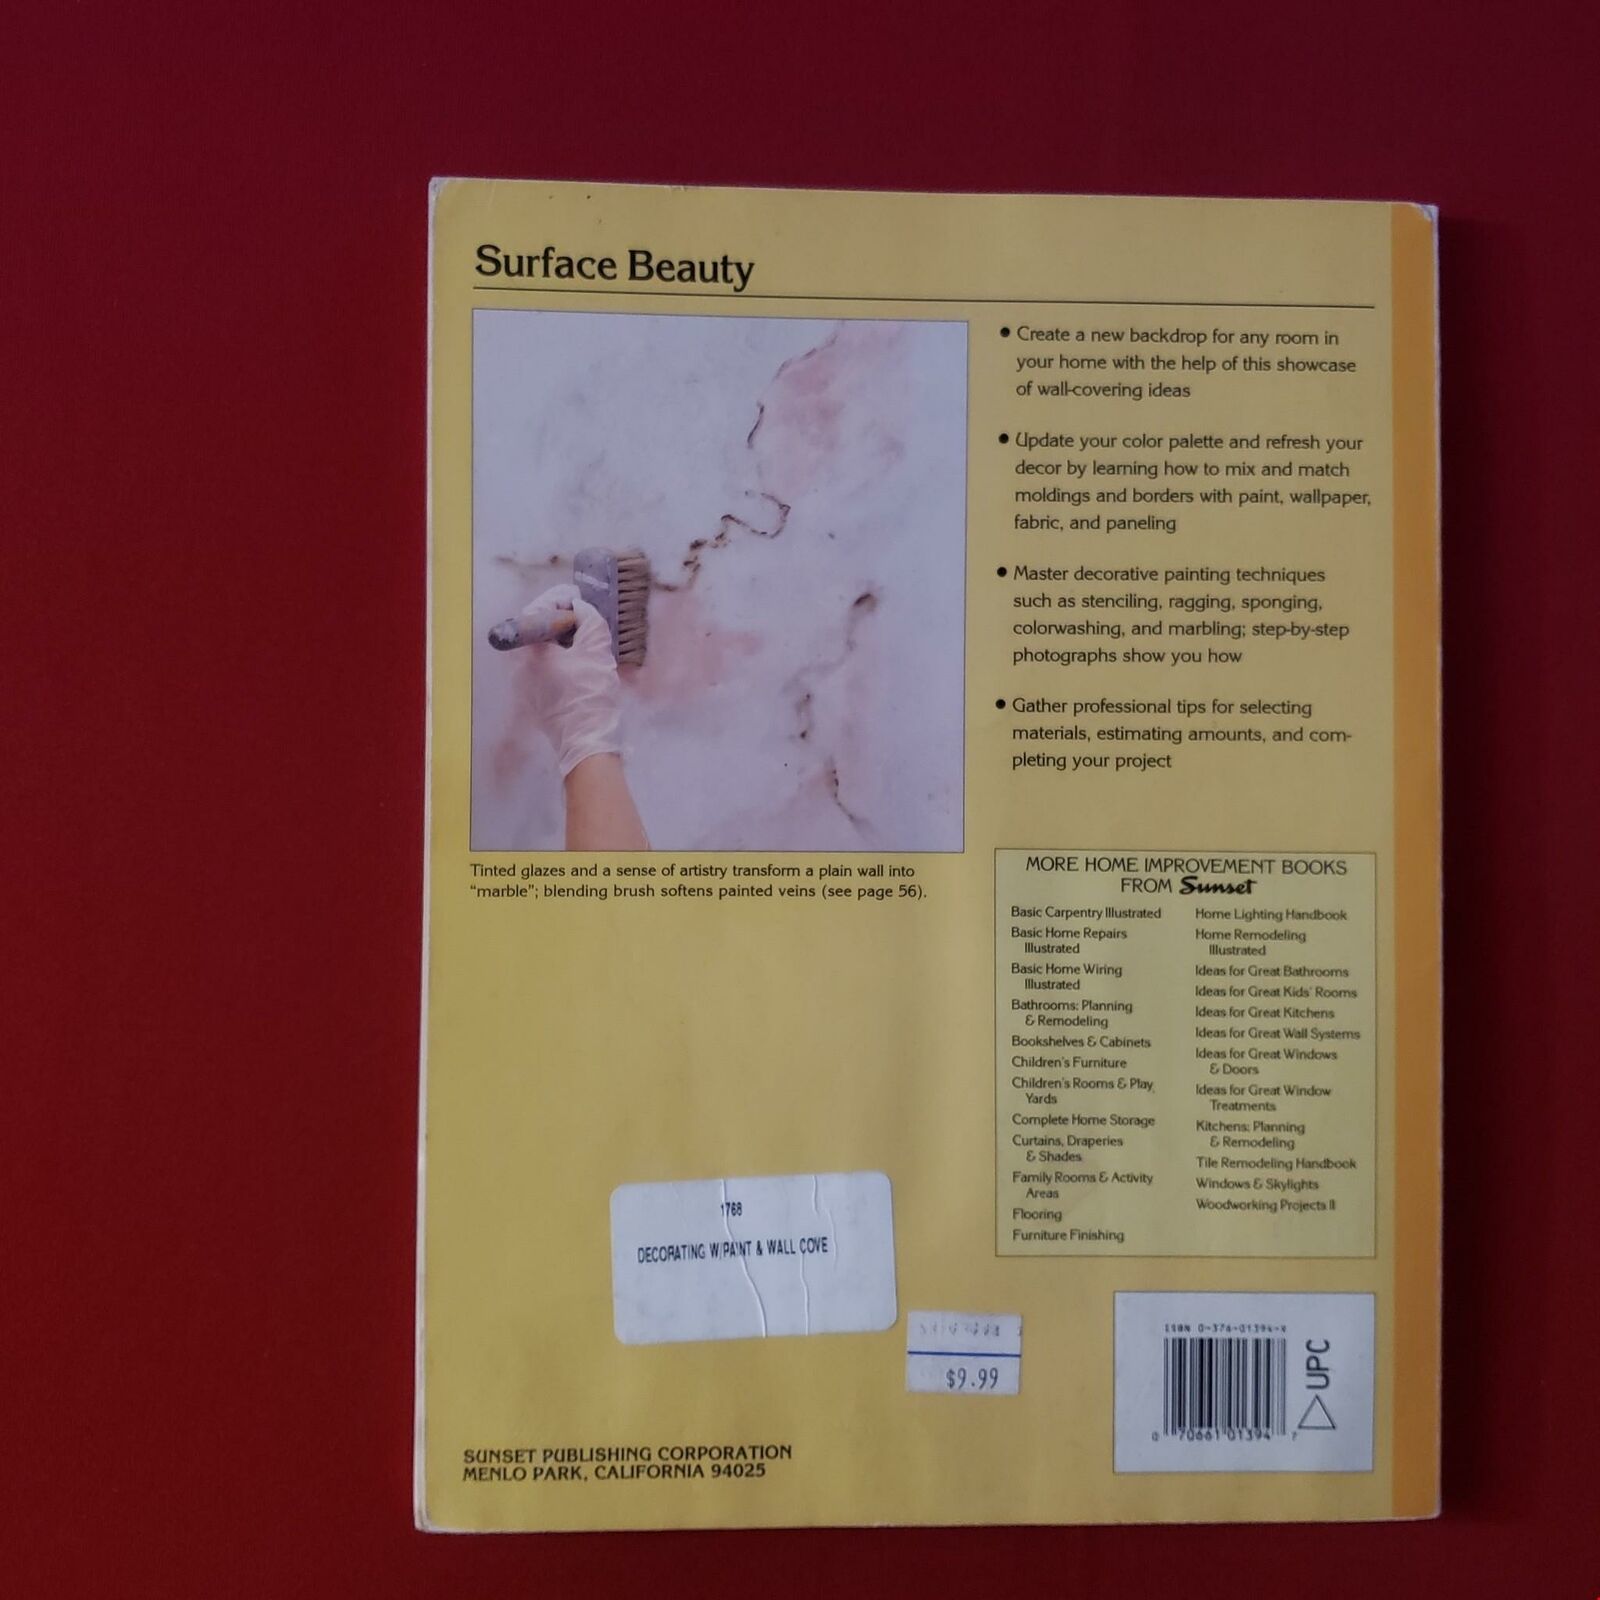 Surface Beauty
Tinted glazes and a sense of artistry transform a plain wall into
“marble”; blending brush softens painted veins (see page 56).
● Create a new backdrop for any room in
your home with the help of this showcase
of wall-covering ideas
● Update your color palette and refresh your
decor by learning how to mix and match
moldings and borders with paint, wallpaper,
fabric, and paneling
● Master decorative painting techniques
such as stenciling, ragging, sponging,
colorwashing, and marbling; step-by-step
photographs show you how
● Gather professional tips for selecting
materials, estimating amounts, and com-
pleting your project
MORE HOME IMPROVEMENT BOOKS
FROM Sunset
Basic Carpentry Illustrated
Basic Home Repairs
Illustrated
Basic Home Wiring
Illustrated
Bathrooms: Planning
& Remodeling
Bookshelves & Cabinets
Children's Furniture
Children's Rooms & Play
Yards
Complete Home Storage
Curtains, Draperies
& Shades
Family Rooms & Activity
Areas
Flooring
Furniture Finishing
Home Lighting Handbook
Home Remodeling
Illustrated
Ideas for Great Bathrooms
Ideas for Great Kids' Rooms
Ideas for Great Kitchens
Ideas for Great Wall Systems
Ideas for Great Windows
& Doors
Ideas for Great Window
Treatments
Kitchens: Planning
& Remodeling
Tile Remodeling Handbook
Windows & Skylights
Woodworking Projects II
1768
DECORATING W/PAINT & WALL COVE
$9.99
ISBN 0-376-01394-X
UPC
0 70661 01394 7
SUNSET PUBLISHING CORPORATION
MENLO PARK, CALIFORNIA 94025